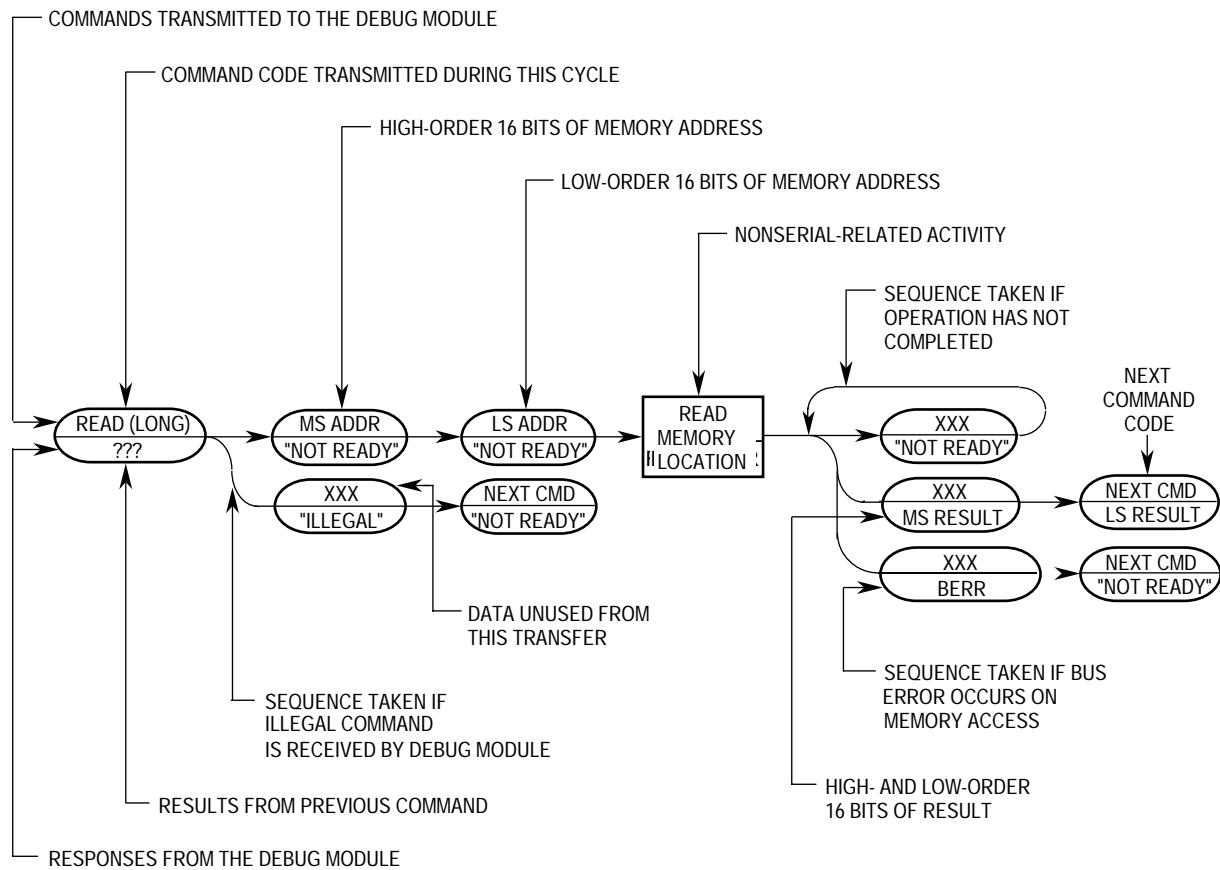 COMMANDS TRANSMITTED TO THE DEBUG MODULE
COMMAND CODE TRANSMITTED DURING THIS CYCLE
HIGH-ORDER 16 BITS OF MEMORY ADDRESS
LOW-ORDER 16 BITS OF MEMORY ADDRESS
NONSERIAL-RELATED ACTIVITY
SEQUENCE TAKEN IF
OPERATION HAS NOT
COMPLETED
NEXT
COMMAND
CODE
READ (LONG)
???
MS ADDR
"NOT READY"
LS ADDR
"NOT READY"
READ
MEMORY
LOCATION
XXX
"NOT READY"
XXX
"ILLEGAL"
NEXT CMD
"NOT READY"
XXX
MS RESULT
NEXT CMD
LS RESULT
XXX
BERR
NEXT CMD
"NOT READY"
DATA UNUSED FROM
THIS TRANSFER
SEQUENCE TAKEN IF
ILLEGAL COMMAND
IS RECEIVED BY DEBUG MODULE
SEQUENCE TAKEN IF BUS
ERROR OCCURS ON
MEMORY ACCESS
HIGH- AND LOW-ORDER
16 BITS OF RESULT
RESULTS FROM PREVIOUS COMMAND
RESPONSES FROM THE DEBUG MODULE